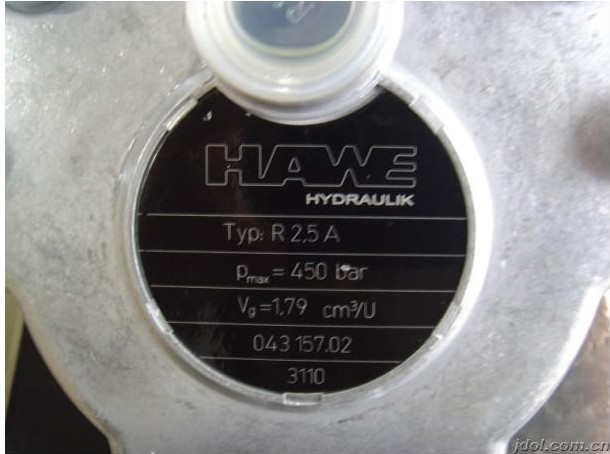 HAWE
HYDRAULIK
Typ: R 2,5 A
pmax = 450 bar
Vg =1,79 cm³/U
043 157.02
3110
jdol.com.cn